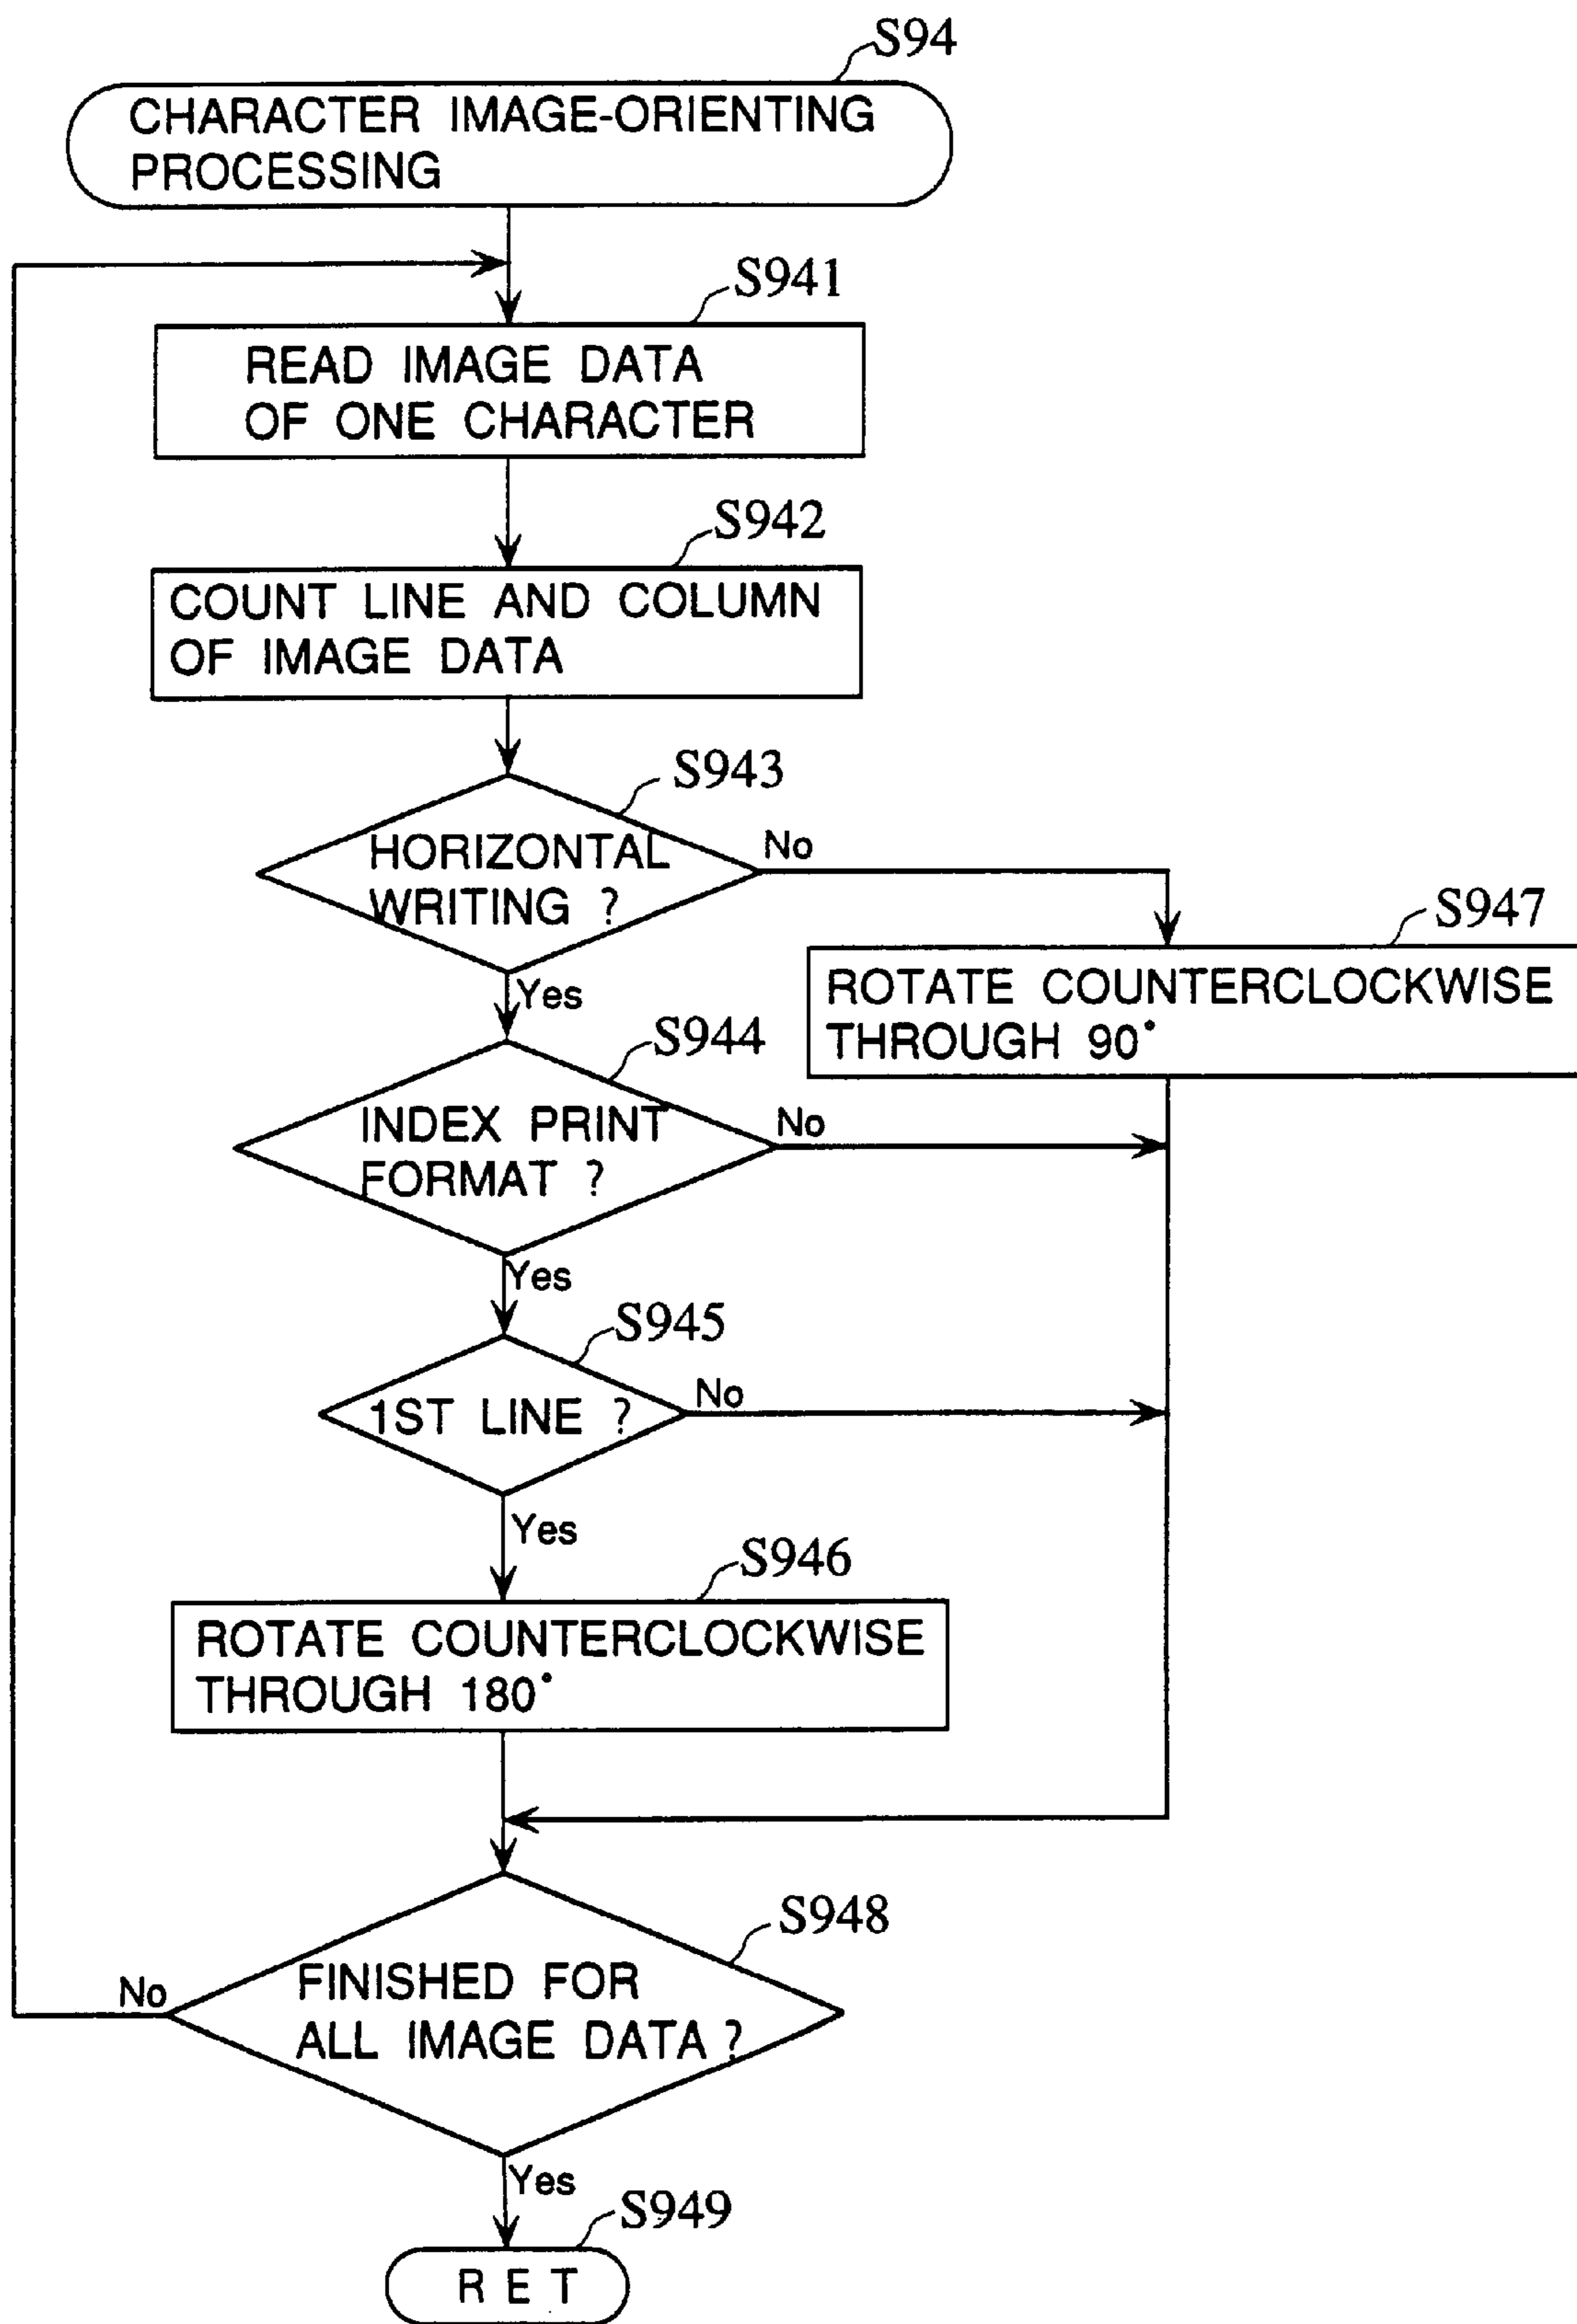 S94
CHARACTER IMAGE-ORIENTING
PROCESSING
S941
READ IMAGE DATA
OF ONE CHARACTER
S942
COUNT LINE AND COLUMN
OF IMAGE DATA
S943
HORIZONTAL
WRITING ?
No
Yes
S947
ROTATE COUNTERCLOCKWISE
THROUGH 90°
S944
INDEX PRINT
FORMAT ?
No
Yes
S945
1ST LINE ?
No
Yes
S946
ROTATE COUNTERCLOCKWISE
THROUGH 180°
S948
FINISHED FOR
ALL IMAGE DATA ?
No
Yes
S949
R E T